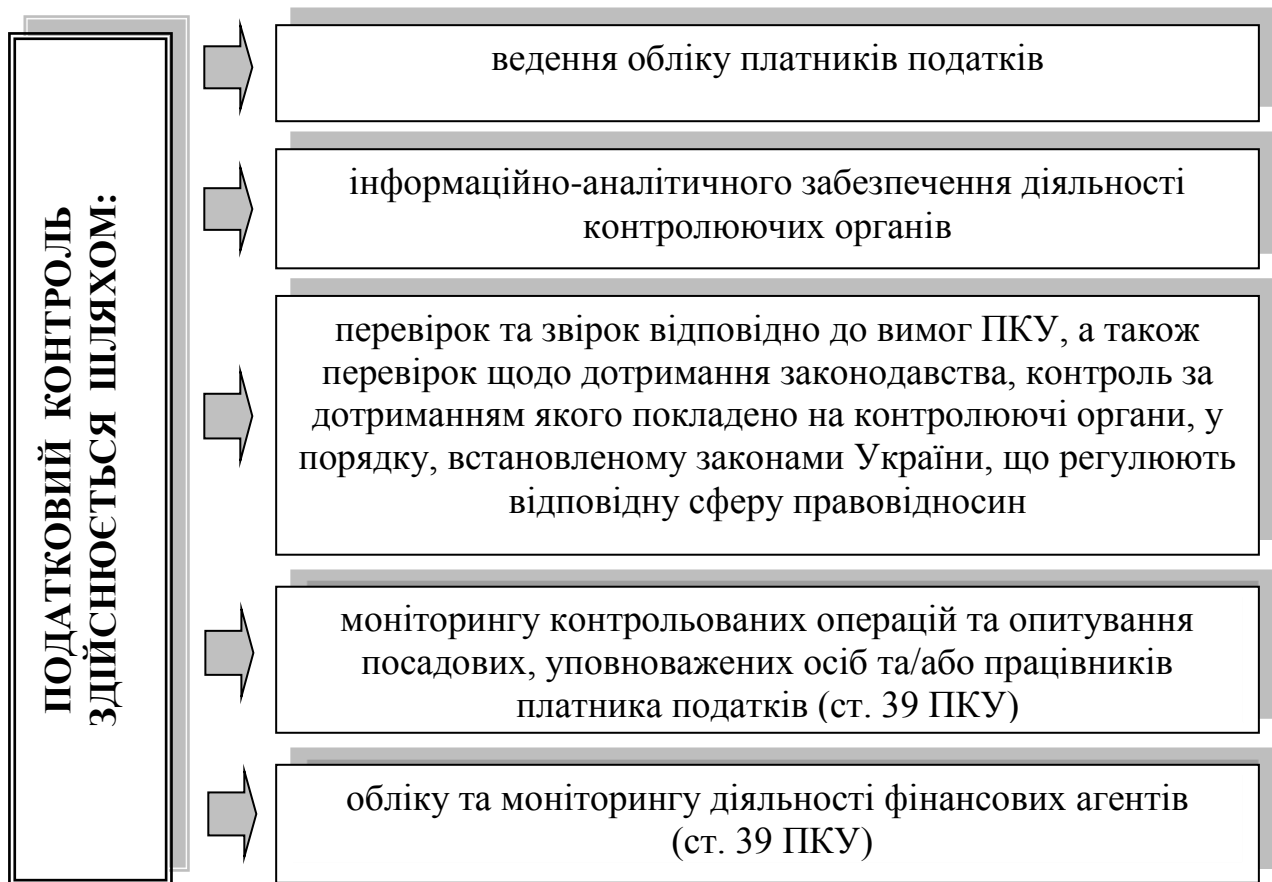 ПОДАТКОВИЙ КОНТРОЛЬ
ЗДІЙСНЮЄТЬСЯ ШЛЯХОМ:
ведення обліку платників податків
інформаційно-аналітичного забезпечення діяльності
контролюючих органів
перевірок та звірок відповідно до вимог ПКУ, а також
перевірок щодо дотримання законодавства, контроль за
дотриманням якого покладено на контролюючі органи, у
порядку, встановленому законами України, що регулюють
відповідну сферу правовідносин
моніторингу контрольованих операцій та опитування
посадових, уповноважених осіб та/або працівників
платника податків (ст. 39 ПКУ)
обліку та моніторингу діяльності фінансових агентів
(ст. 39 ПКУ)